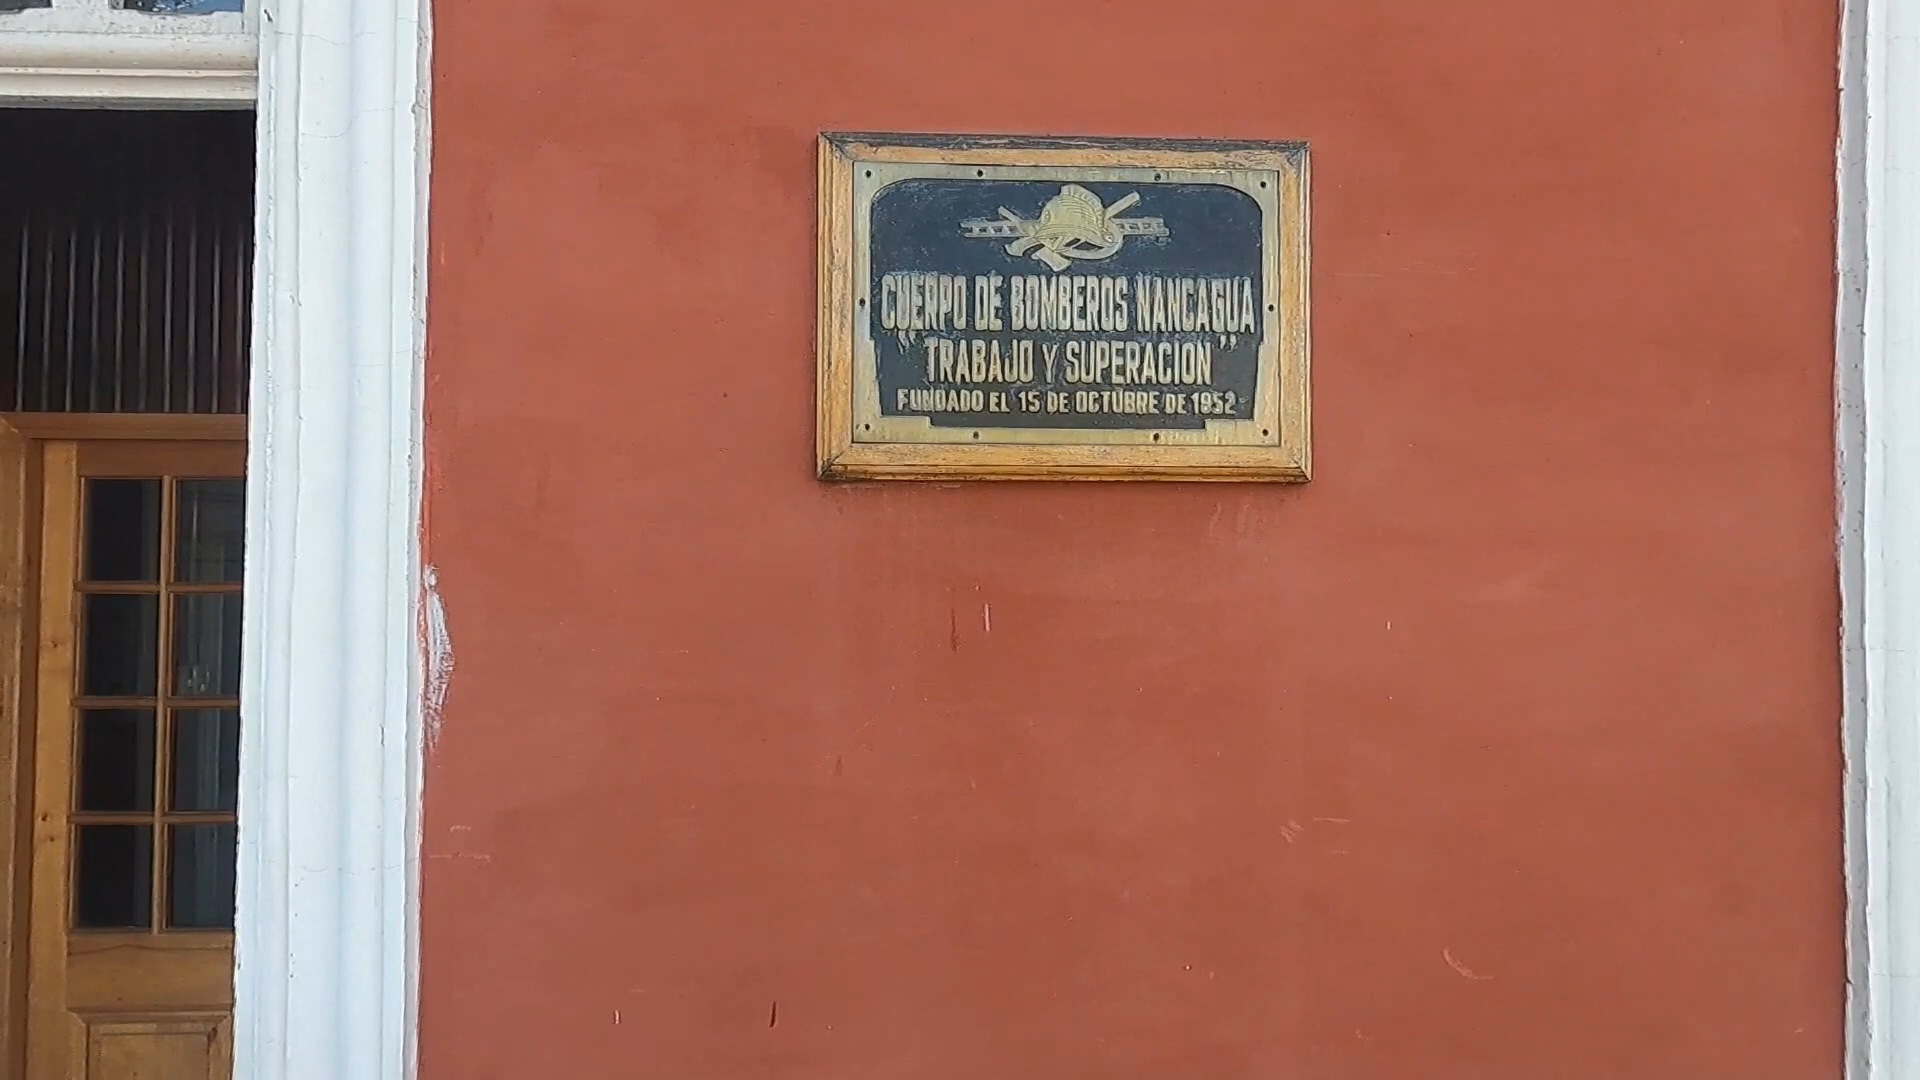 CUERPO DE BOMBEROS NANCAGUA
"TRABAJO Y SUPERACION"
FUNDADO EL 15 DE OCTUBRE DE 1952